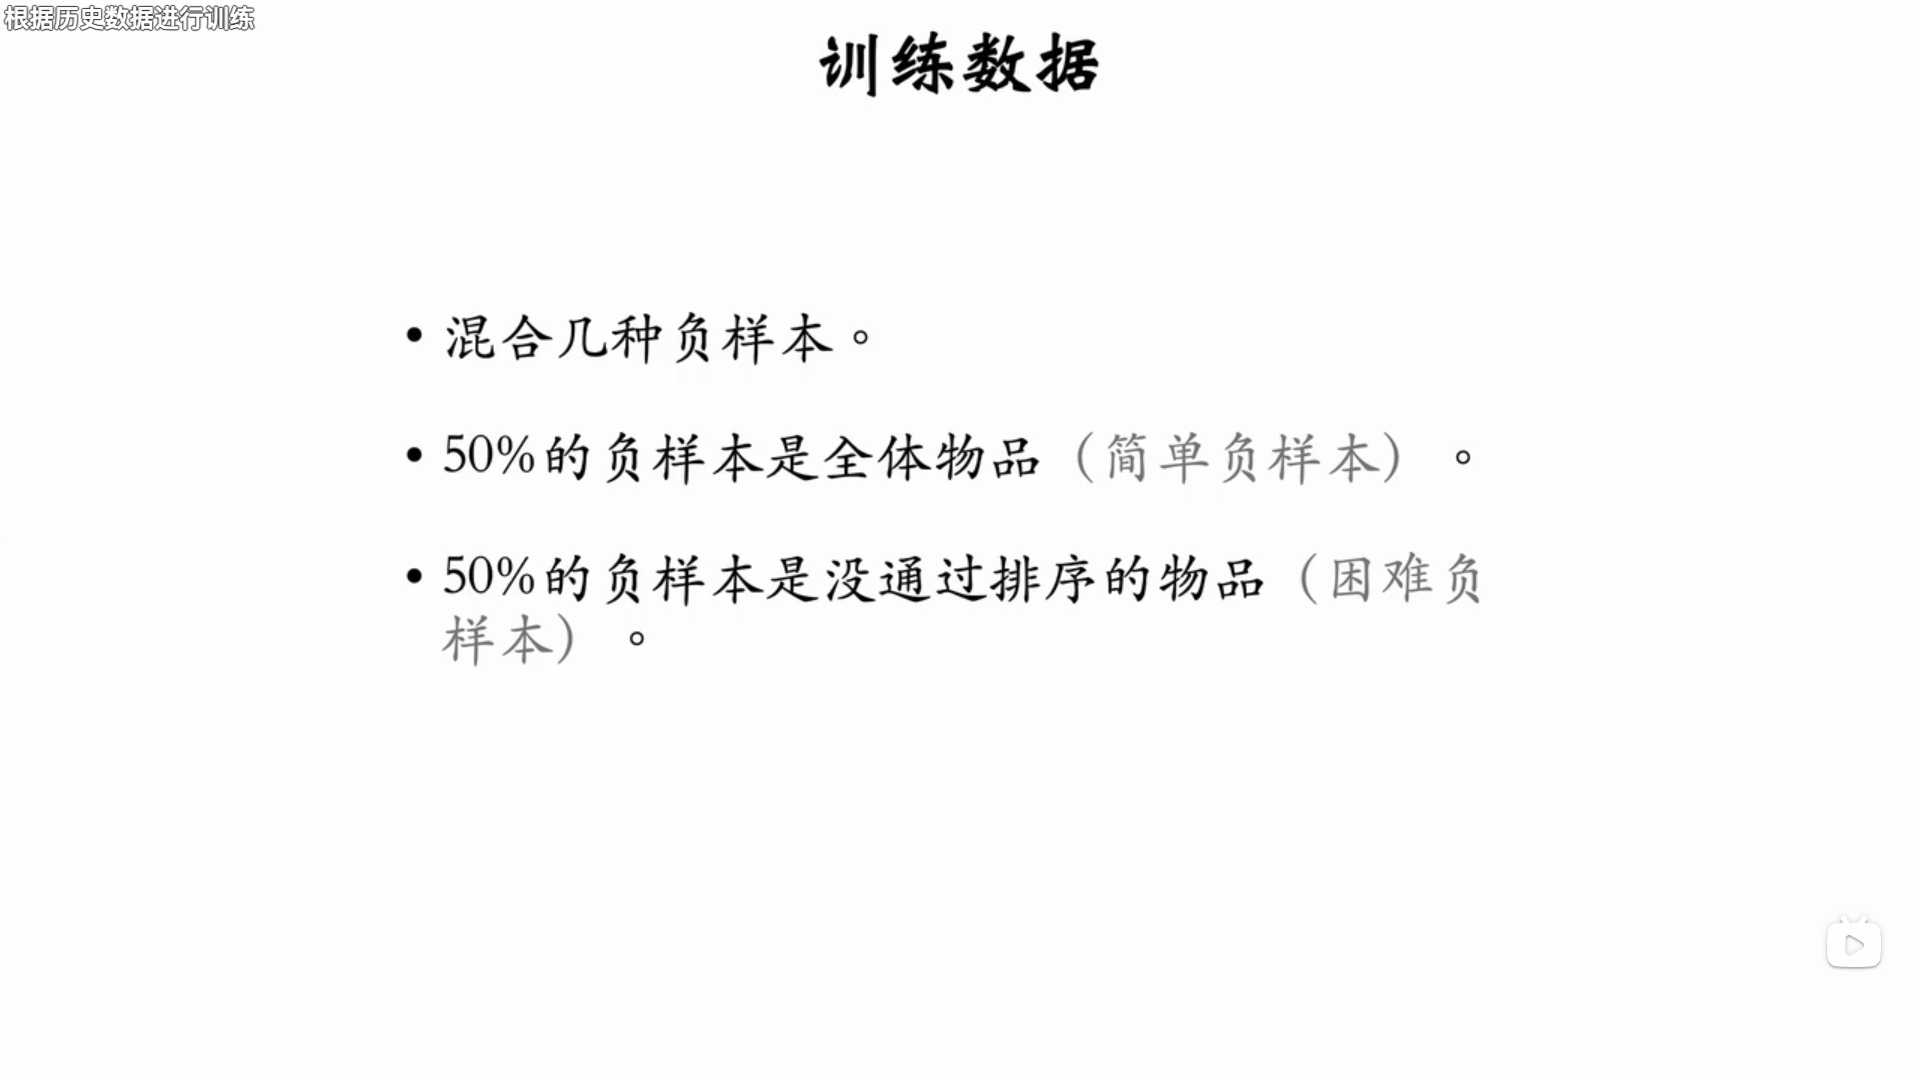 根据历史数据进行训练
训练数据
• 混合几种负样本。
• 50%的负样本是全体物品（简单负样本）。
• 50%的负样本是没通过排序的物品（困难负
样本）。